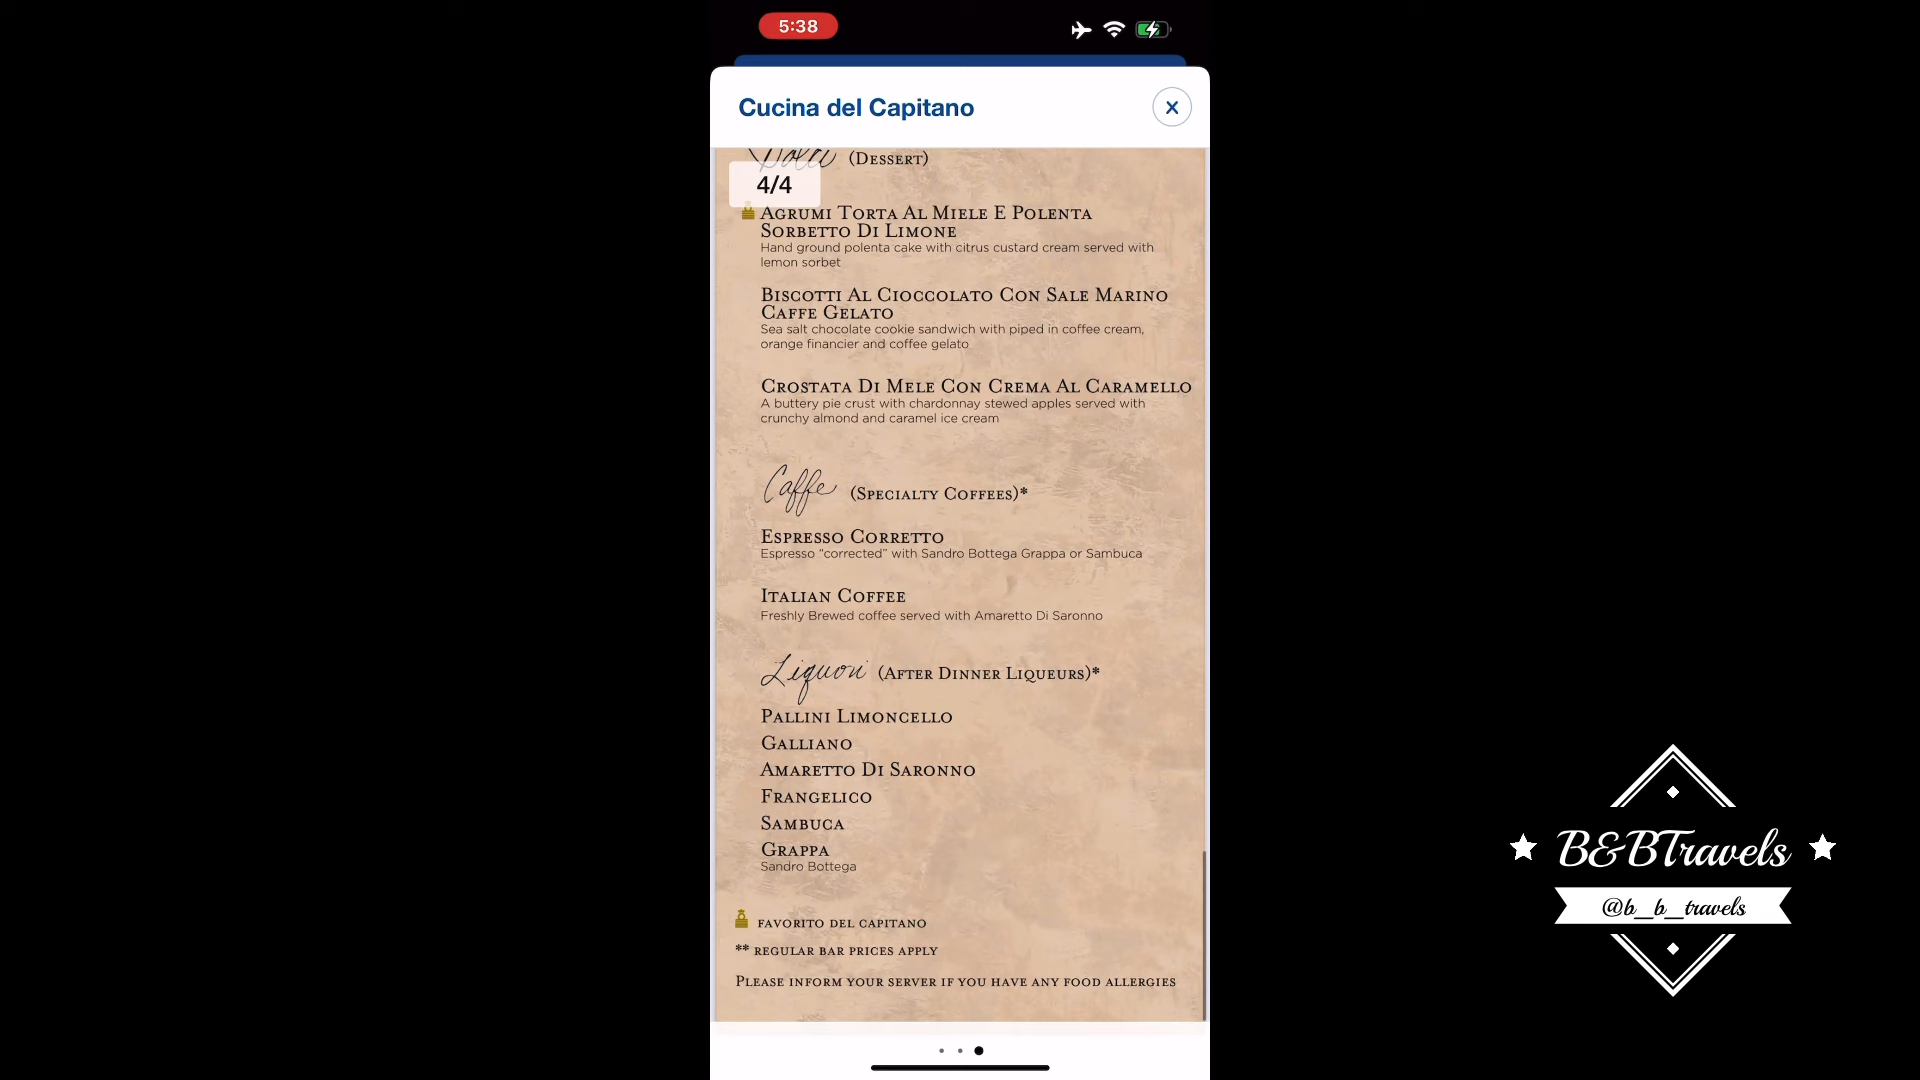 5:38
Cucina del Capitano
Dolci (Dessert)
4/4
Agrumi Torta Al Miele E Polenta
Sorbetto Di Limone
Hand ground polenta cake with citrus custard cream served with
lemon sorbet
Biscotti Al Cioccolato Con Sale Marino
Caffe Gelato
Sea salt chocolate cookie sandwich with piped in coffee cream,
orange financier and coffee gelato
Crostata Di Mele Con Crema Al Caramello
A buttery pie crust with chardonnay stewed apples served with
crunchy almond and caramel ice cream
Caffe (Specialty Coffees)*
Espresso Corretto
Espresso “corrected” with Sandro Bottega Grappa or Sambuca
Italian Coffee
Freshly Brewed coffee served with Amaretto Di Saronno
Liquori (After Dinner Liqueurs)*
Pallini Limoncello
Galliano
Amaretto Di Saronno
Frangelico
Sambuca
Grappa
Sandro Bottega
favorito del capitano
** regular bar prices apply
Please inform your server if you have any food allergies
B&BTravels
@b_b_travels